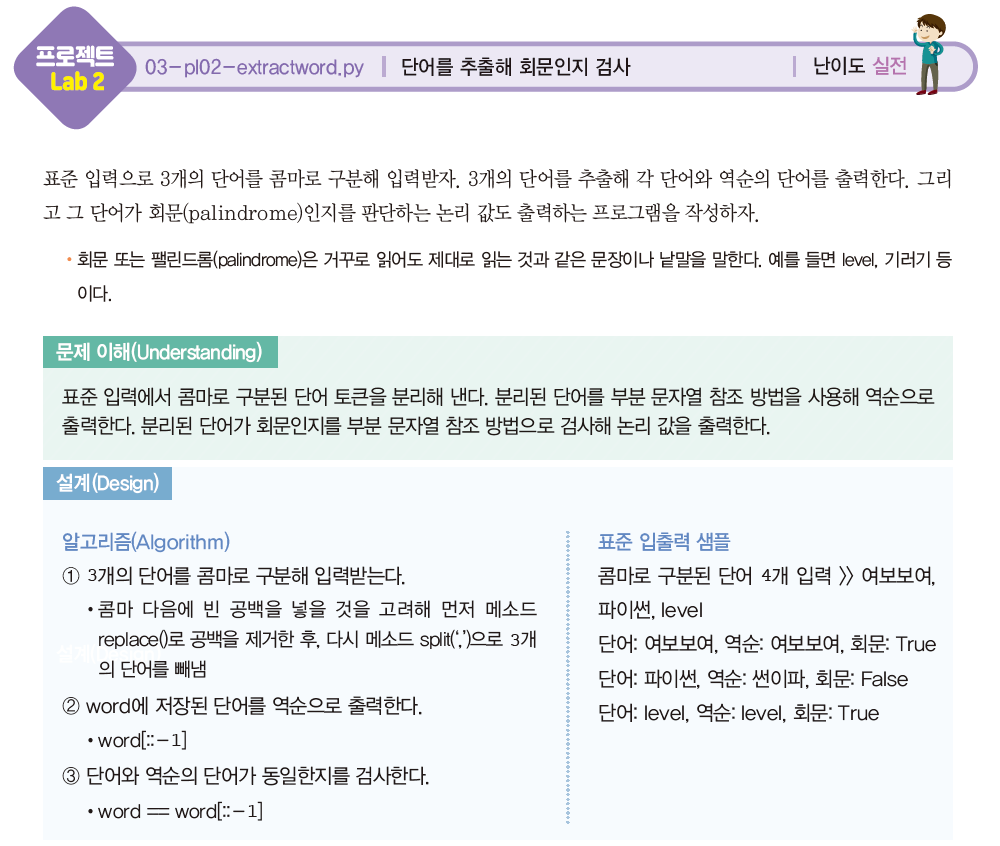 프로젝트
Lab 2
03-pl02-extractword.py
단어를 추출해 회문인지 검사
난이도 실전
표준 입력으로 3개의 단어를 콤마로 구분해 입력받자. 3개의 단어를 추출해 각 단어와 역순의 단어를 출력한다. 그리
고 그 단어가 회문(palindrome)인지를 판단하는 논리 값도 출력하는 프로그램을 작성하자.
• 회문 또는 팰린드롬(palindrome)은 거꾸로 읽어도 제대로 읽는 것과 같은 문장이나 낱말을 말한다. 예를 들면 level, 기러기 등
이다.
문제 이해(Understanding)
표준 입력에서 콤마로 구분된 단어 토큰을 분리해 낸다. 분리된 단어를 부분 문자열 참조 방법을 사용해 역순으로
출력한다. 분리된 단어가 회문인지를 부분 문자열 참조 방법으로 검사해 논리 값을 출력한다.
설계(Design)
알고리즘(Algorithm)
① 3개의 단어를 콤마로 구분해 입력받는다.
• 콤마 다음에 빈 공백을 넣을 것을 고려해 먼저 메소드
replace()로 공백을 제거한 후, 다시 메소드 split(‘,’)으로 3개
의 단어를 빼냄
② word에 저장된 단어를 역순으로 출력한다.
• word[::-1]
③ 단어와 역순의 단어가 동일한지를 검사한다.
• word == word[::-1]
표준 입출력 샘플
콤마로 구분된 단어 4개 입력 >> 여보보여,
파이썬, level
단어: 여보보여, 역순: 여보보여, 회문: True
단어: 파이썬, 역순: 썬이파, 회문: False
단어: level, 역순: level, 회문: True